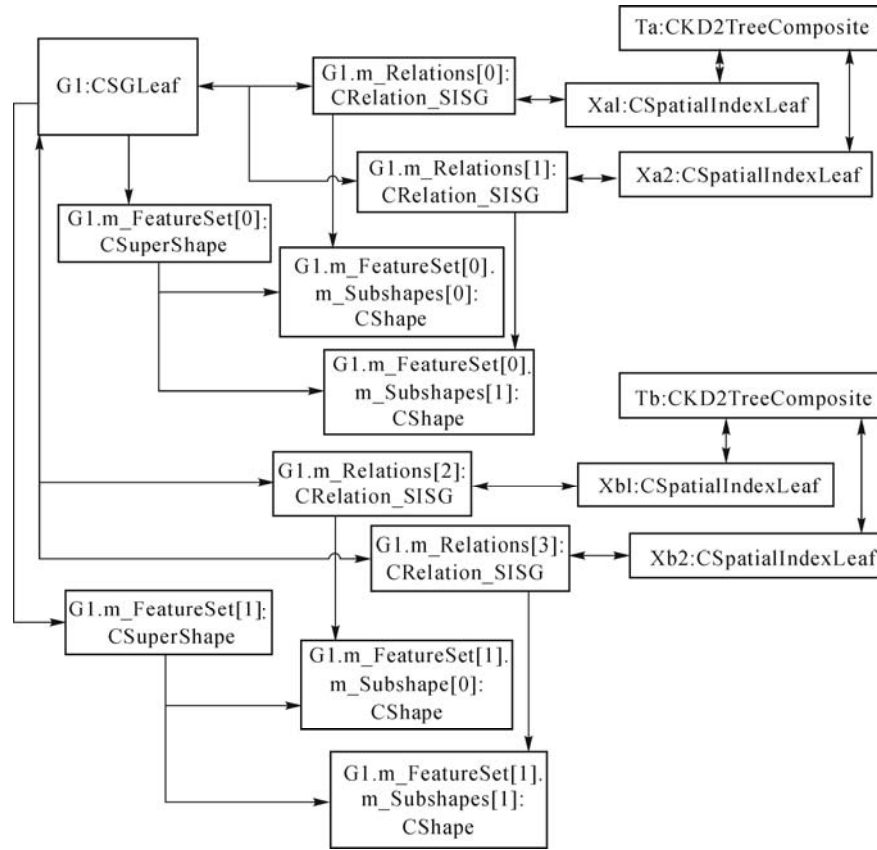 Ta:CKD2TreeComposite
G1:CSGLeaf
G1.m_Relations[0]:
CRelation_SISG
Xal:CSpatialIndexLeaf
G1.m_Relations[1]:
CRelation_SISG
Xa2:CSpatialIndexLeaf
G1.m_FeatureSet[0]:
CSuperShape
G1.m_FeatureSet[0].
m_Subshapes[0]:
CShape
G1.m_FeatureSet[0].
m_Subshapes[1]:
CShape
Tb:CKD2TreeComposite
G1.m_Relations[2]:
CRelation_SISG
Xbl:CSpatialIndexLeaf
G1.m_Relations[3]:
CRelation_SISG
Xb2:CSpatialIndexLeaf
G1.m_FeatureSet[1]:
CSuperShape
G1.m_FeatureSet[1].
m_Subshape[0]:
CShape
G1.m_FeatureSet[1].
m_Subshapes[1]:
CShape